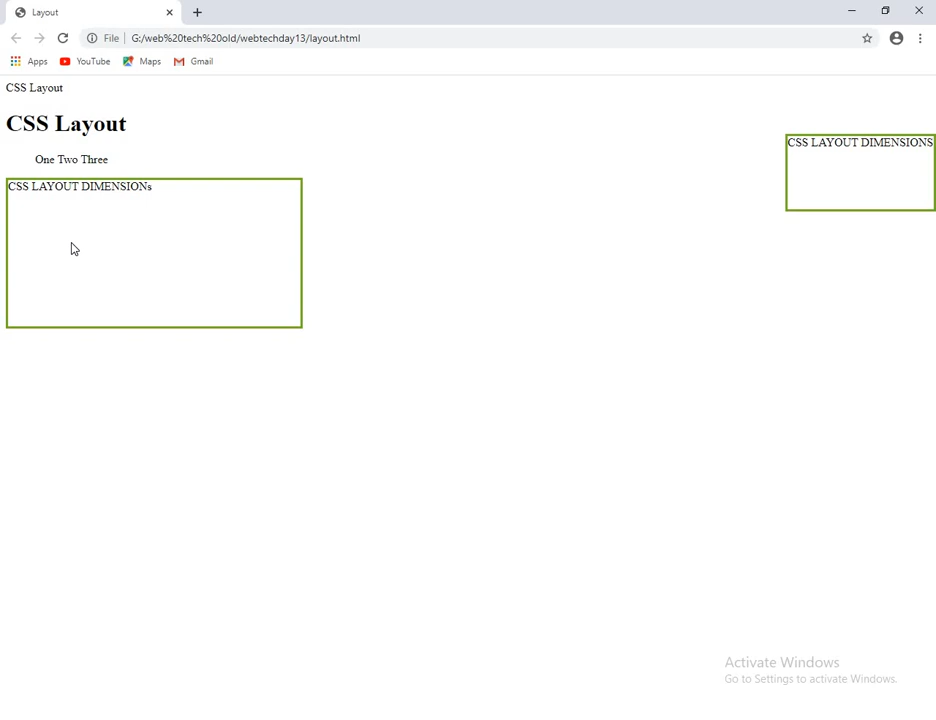 Layout
File
G:/web%20tech%20old/webtechday13/layout.html
Apps
YouTube
Maps
Gmail
CSS Layout
CSS Layout
One Two Three
CSS LAYOUT DIMENSIONS
CSS LAYOUT DIMENSIONs
Activate Windows
Go to Settings to activate Windows.